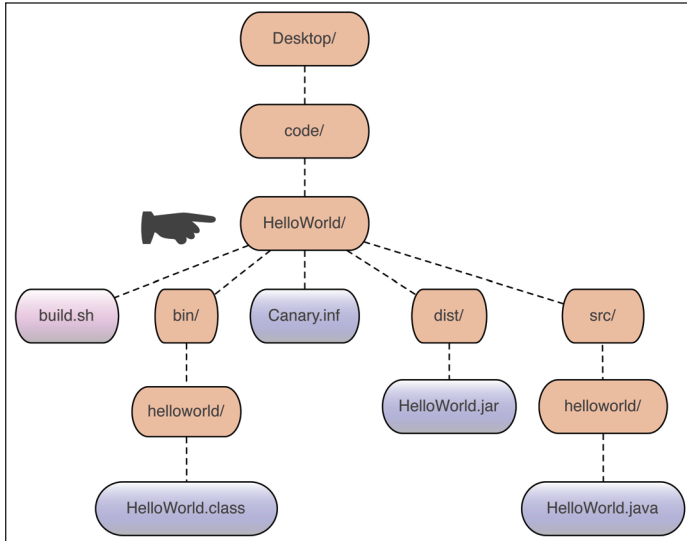 Desktop/
code/
HelloWorld/
build.sh
bin/
Canary.inf
dist/
src/
helloworld/
HelloWorld.jar
helloworld/
HelloWorld.class
HelloWorld.java